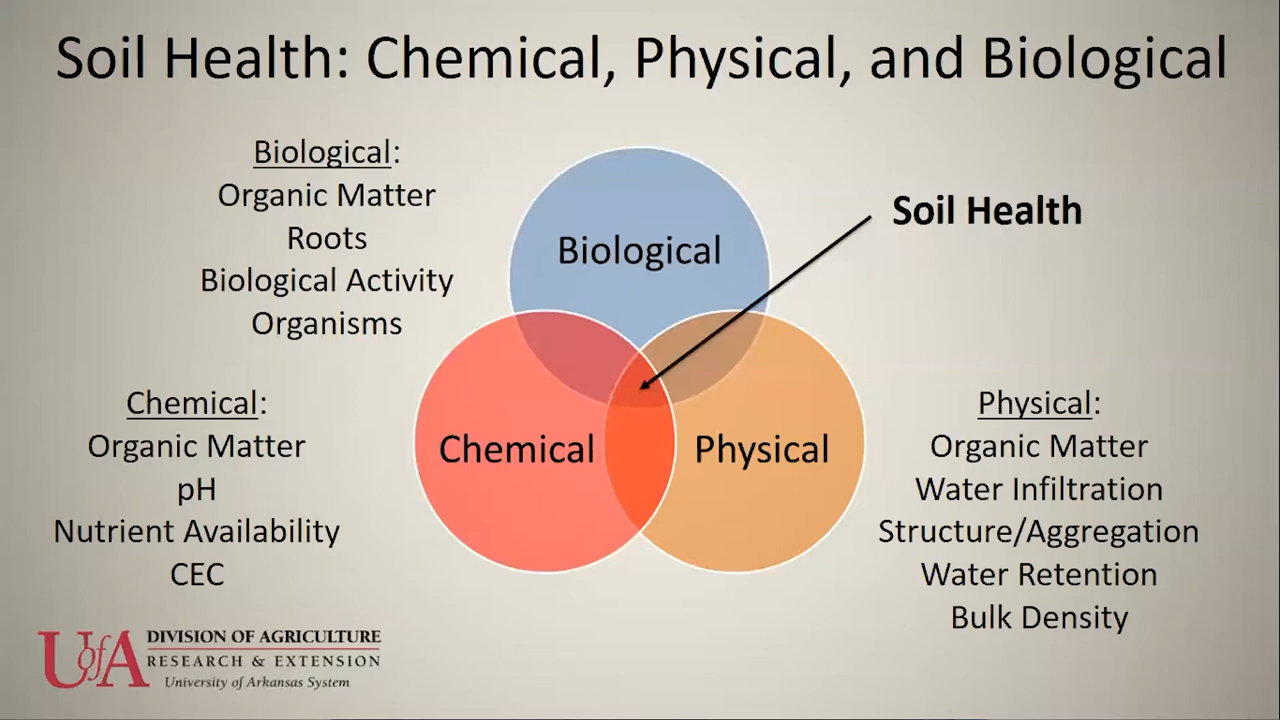 Soil Health: Chemical, Physical, and Biological
Biological:
Organic Matter
Roots
Biological Activity
Organisms
Biological
Soil Health
Chemical:
Organic Matter
pH
Nutrient Availability
CEC
Chemical
Physical
Physical:
Organic Matter
Water Infiltration
Structure/Aggregation
Water Retention
Bulk Density
UofA
DIVISION OF AGRICULTURE
RESEARCH & EXTENSION
University of Arkansas System